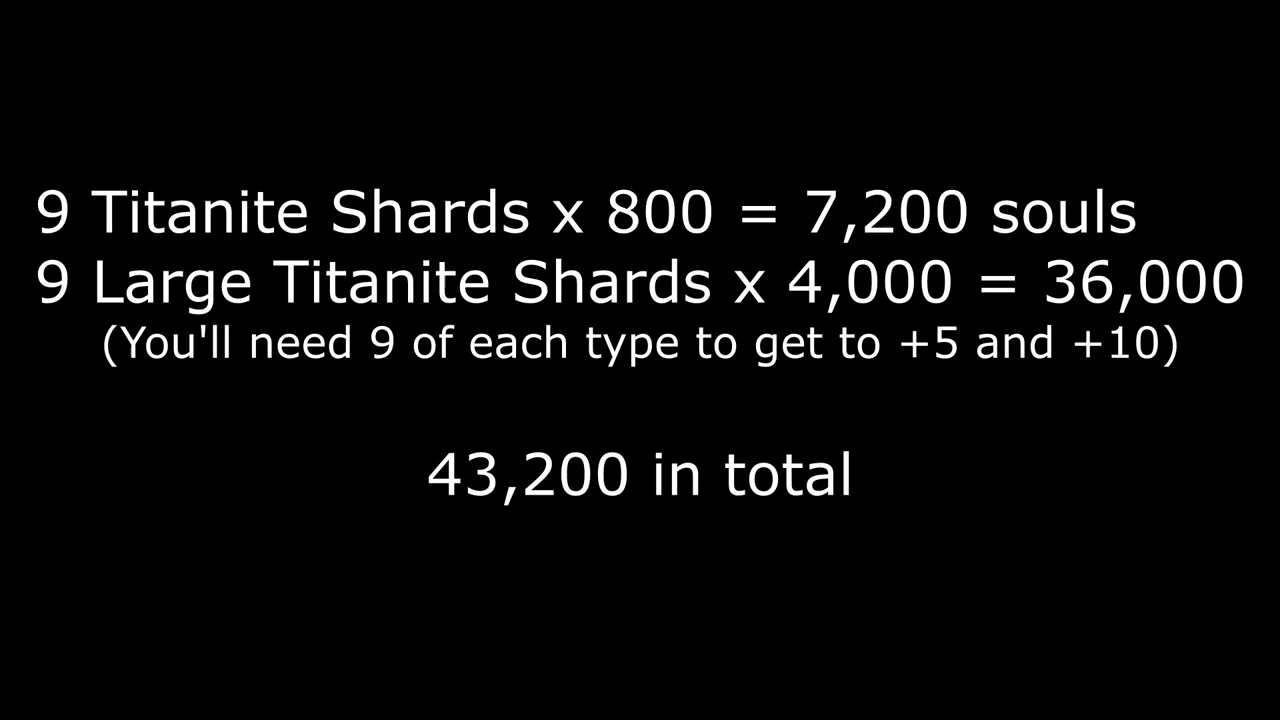 9 Titanite Shards x 800 = 7,200 souls
9 Large Titanite Shards x 4,000 = 36,000
(You'll need 9 of each type to get to +5 and +10)
43,200 in total